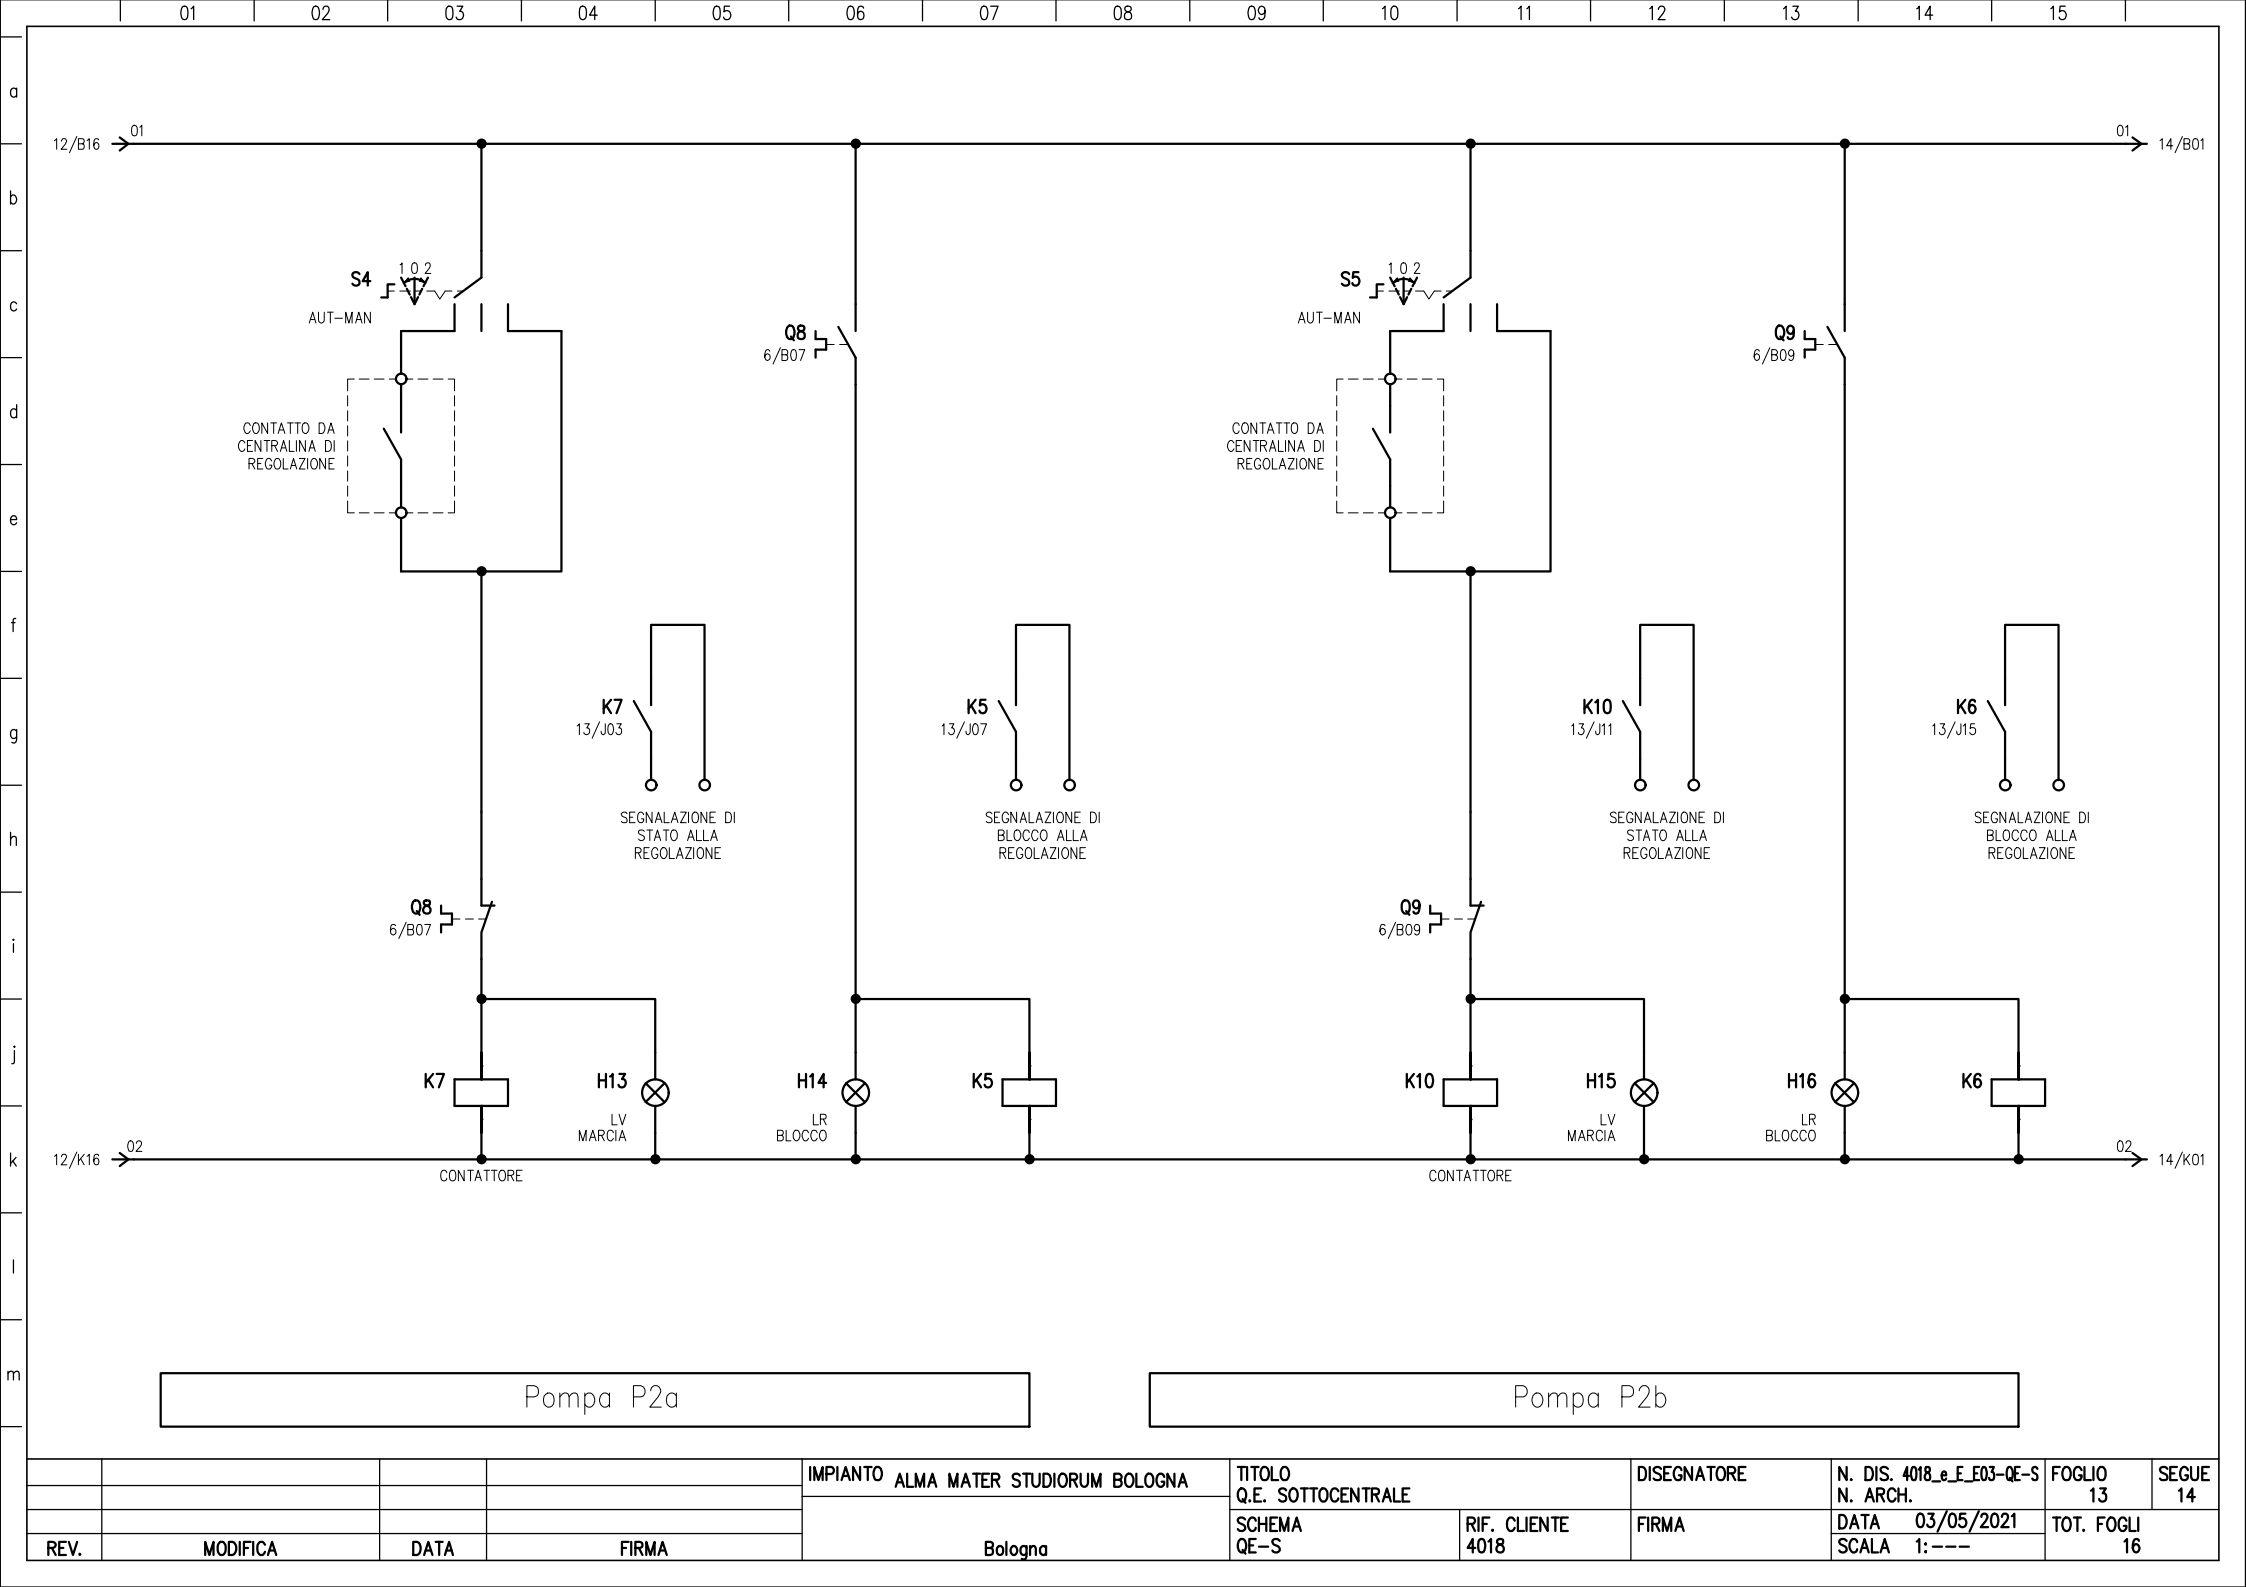 01 02 03 04 05 06 07 08 09 10 11 12 13 14 15
a
01 01
12/B16 14/B01
b
1 0 2 1 0 2
S4 S5
c
AUT-MAN AUT-MAN
Q8 Q9
6/B07 6/B09
d
CONTATTO DA CONTATTO DA
CENTRALINA DI CENTRALINA DI
REGOLAZIONE REGOLAZIONE
e
f
K7 K5 K10 K6
13/J03 13/J07 13/J11 13/J15
g
SEGNALAZIONE DI SEGNALAZIONE DI SEGNALAZIONE DI SEGNALAZIONE DI
STATO ALLA BLOCCO ALLA STATO ALLA BLOCCO ALLA
REGOLAZIONE REGOLAZIONE REGOLAZIONE REGOLAZIONE
h
Q8 Q9
6/B07 6/B09
i
j
K7 H13 H14 K5 K10 H15 H16 K6
LV LR LV LR
MARCIA BLOCCO MARCIA BLOCCO
02 02
12/K16 14/K01
k
CONTATTORE CONTATTORE
l
m
Pompa P2a Pompa P2b
IMPIANTO ALMA MATER STUDIORUM BOLOGNA
Bologna
TITOLO
Q.E. SOTTOCENTRALE
DISEGNATORE
N. DIS. 4018_e_E_E03-QE-S
N. ARCH.
FOGLIO
13
SEGUE
14
SCHEMA
QE-S
RIF. CLIENTE
4018
FIRMA
DATA 03/05/2021
SCALA 1:---
TOT. FOGLI
16
REV. MODIFICA DATA FIRMA